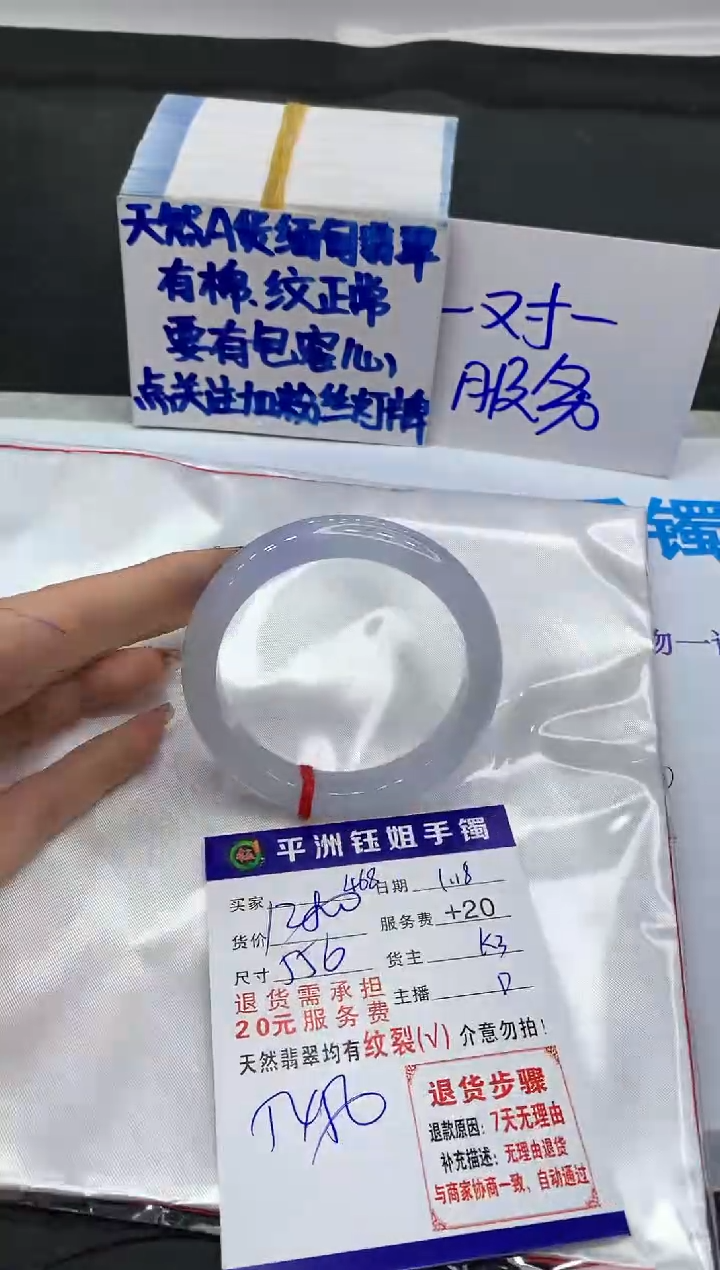 天然A货缅甸翡翠
有棉、纹正常
要有包容心
点关注加粉丝灯牌
一对一
服务
镯
勿一
平洲钰姐手镯
买家 468 日期 1.18
货价 服务费 +20
尺寸 556 货主 K3
退货需承担 主播 D
20元服务费
天然翡翠均有纹裂(√) 介意勿拍!
退货步骤
退款原因: 7天无理由
补充描述: 无理由退货
与商家协商一致、自动通过